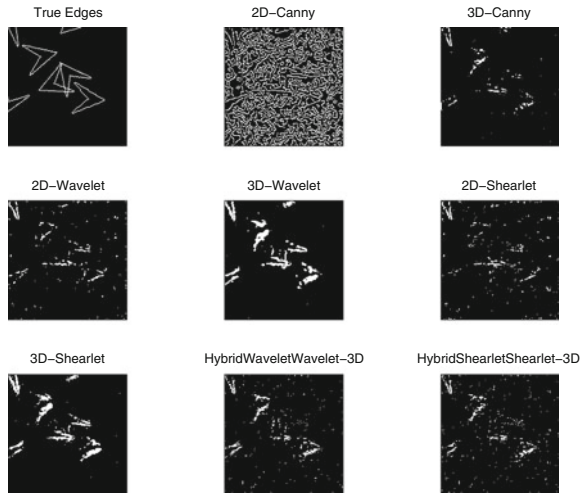 True Edges
2D–Canny
3D–Canny
2D–Wavelet
3D–Wavelet
2D–Shearlet
3D–Shearlet
HybridWaveletWavelet–3D
HybridShearletShearlet–3D